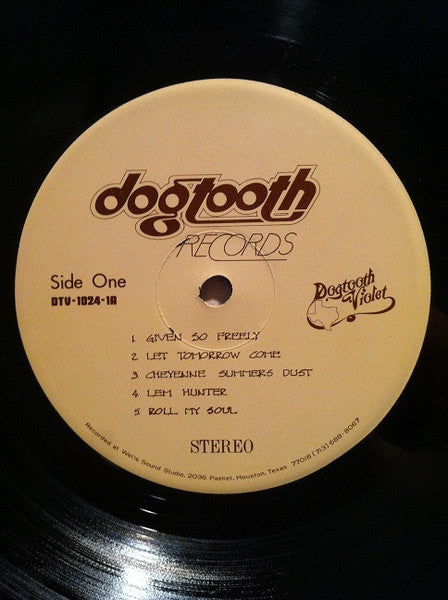 dogtooth
RECORDS
Side One
DTV-1024-1A
Dogtooth
Violet
1 GIVEN SO FREELY
2. LET TOMORROW COME
3. CHEYENNE SUMMERS DUST
4. LEM HUNTER
5. ROLL MY SOUL
STEREO
Recorded at Wells Sound Studio, 2036 Pasket, Houston, Texas 77018 (713) 688-8067